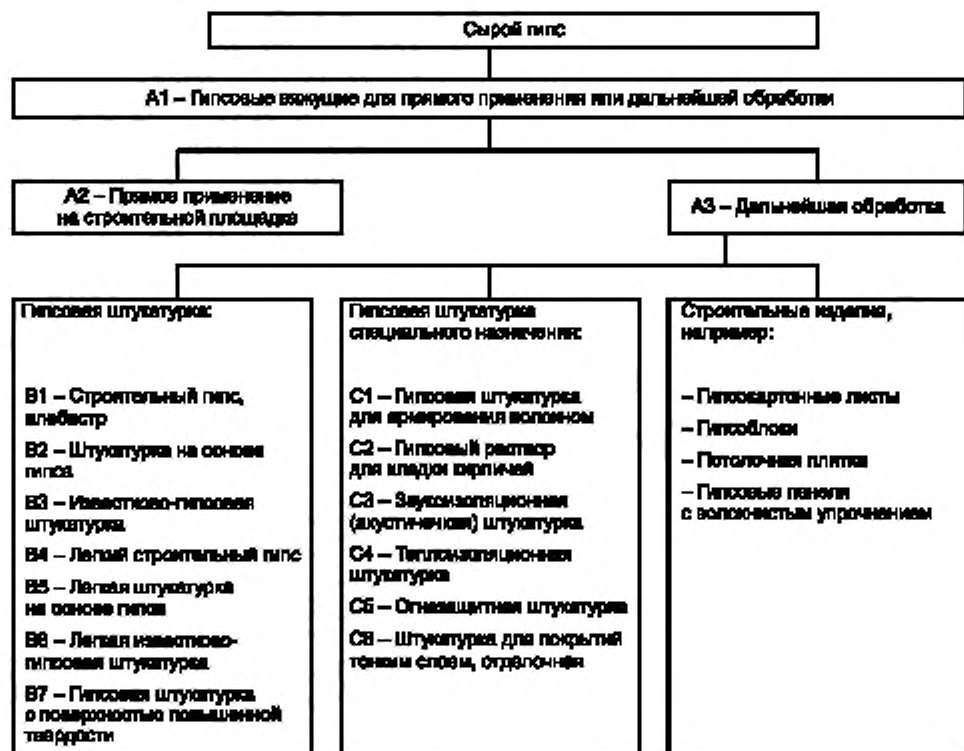 Сырой гипс
А1 – Гипсовые вяжущие для прямого применения или дальнейшей обработки
А2 – Прямое применение
на строительной площадке
А3 – Дальнейшая обработка
Гипсовая штукатурка:
В1 – Строительный гипс,
алебастр
В2 – Штукатурка на основе
гипса
В3 – Известково-гипсовая
штукатурка
В4 – Легкий строительный гипс
В5 – Легкая штукатурка
на основе гипса
В6 – Легкая известково-
гипсовая штукатурка
В7 – Гипсовая штукатурка
с поверхностью повышенной
твердости
Гипсовая штукатурка
специального назначения:
С1 – Гипсовая штукатурка
для армирования волокном
С2 – Гипсовый раствор
для кладки кирпичей
С3 – Звукоизоляционная
(акустическая) штукатурка
С4 – Теплоизоляционная
штукатурка
С5 – Огнезащитная штукатурка
С6 – Штукатурка для покрытий
тонким слоем, отделочная
Строительные изделия,
например:
– Гипсокартонные листы
– Гипсоблоки
– Потолочная плитка
– Гипсовые панели
с волокнистым упрочнением